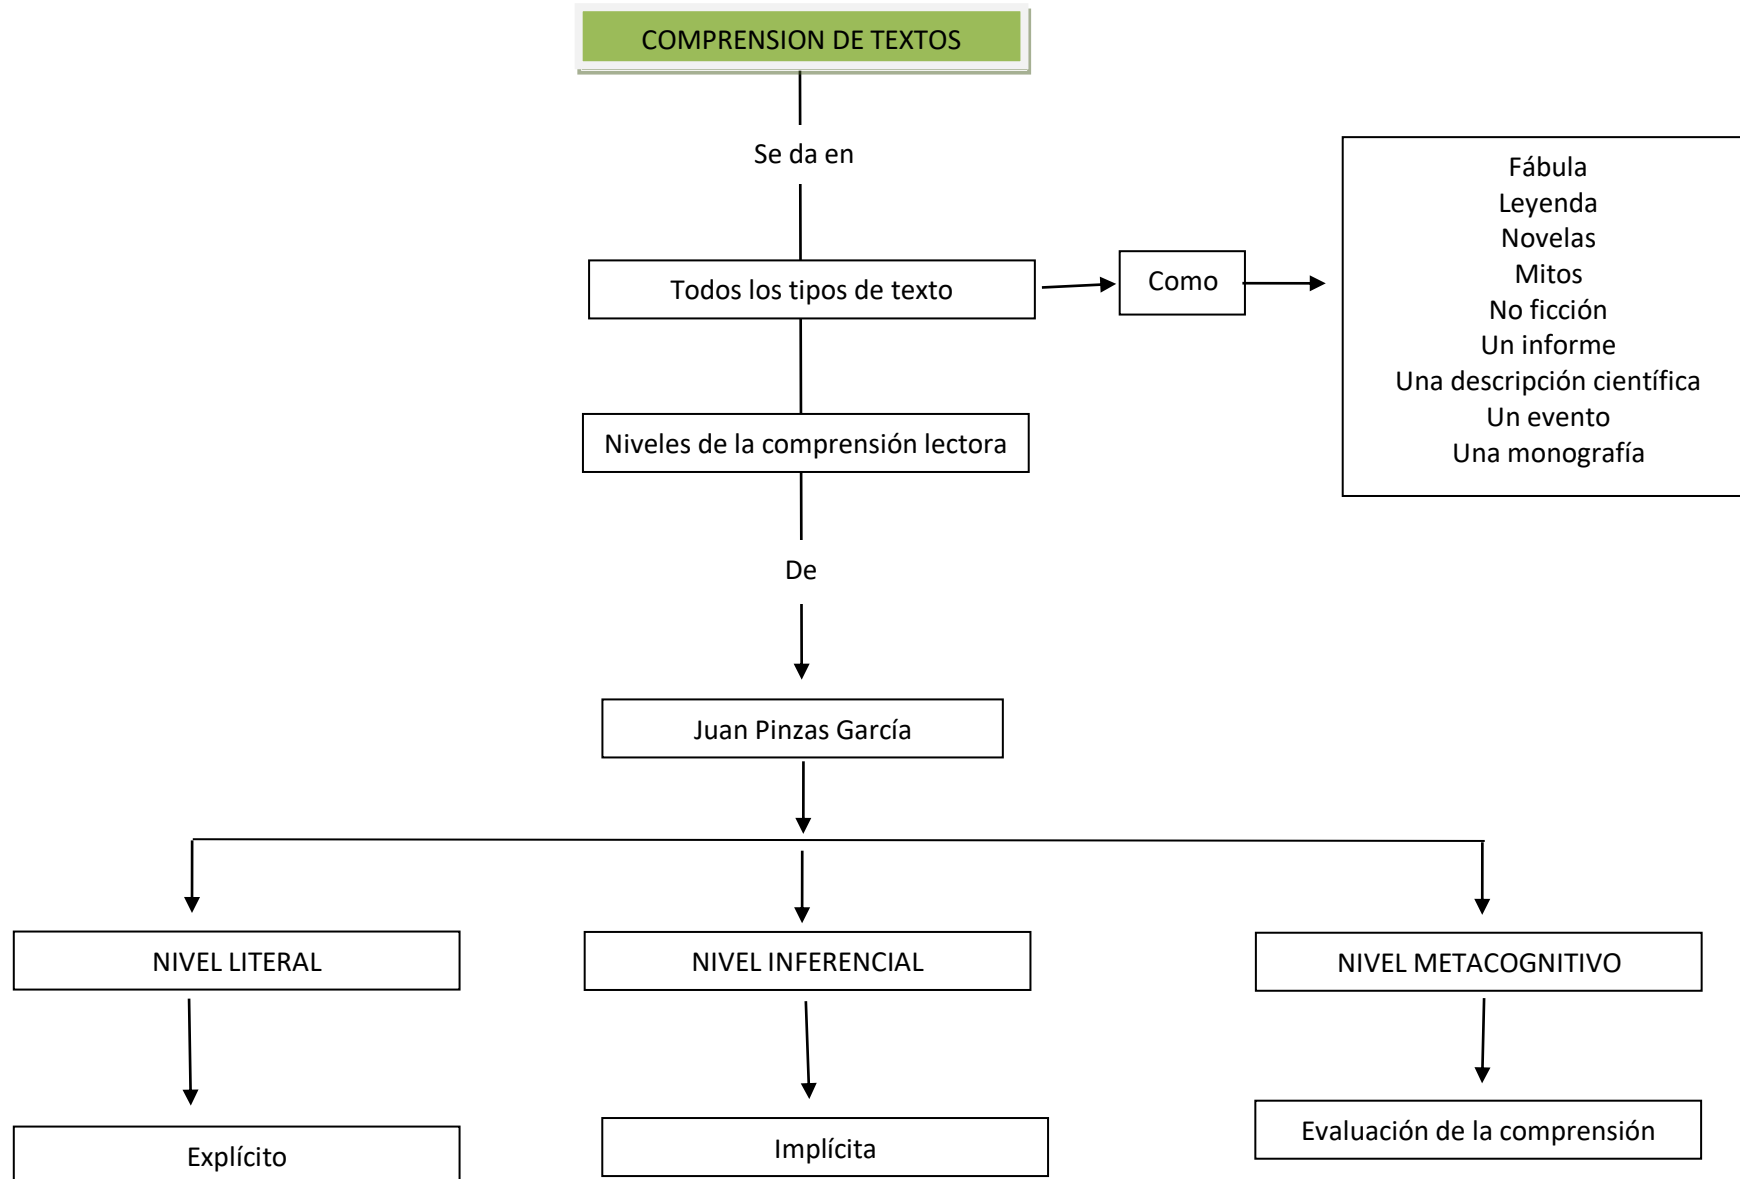 COMPRENSION DE TEXTOS
Se da en
Todos los tipos de texto
Como
Fábula
Leyenda
Novelas
Mitos
No ficción
Un informe
Una descripción científica
Un evento
Una monografía
Niveles de la comprensión lectora
De
Juan Pinzas García
NIVEL LITERAL
NIVEL INFERENCIAL
NIVEL METACOGNITIVO
Explícito
Implícita
Evaluación de la comprensión